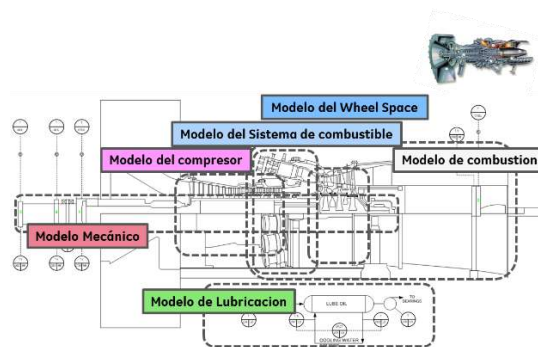 Modelo del Wheel Space
Modelo del Sistema de combustible
Modelo del compresor
Modelo de combustion
Modelo Mecánico
Modelo de Lubricacion
LUBE OIL
TO
BEARINGS
COOLING WATER